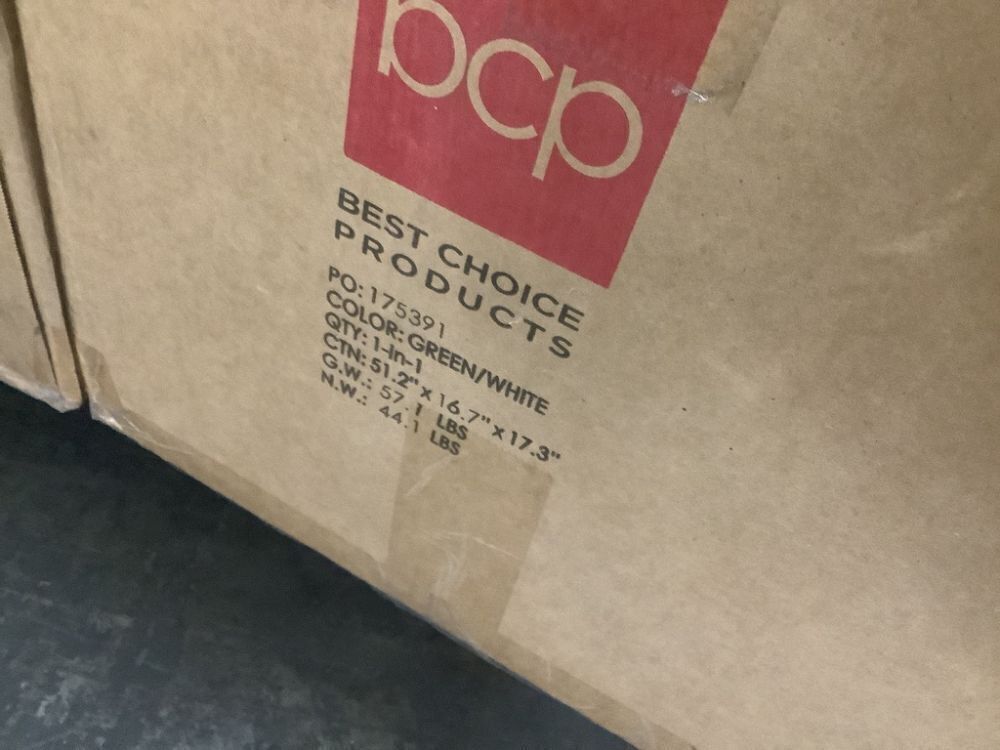 bcp
BEST CHOICE
PRODUCTS
PO: 175391
COLOR: GREEN/WHITE
QTY: 1-In-1
CTN: 51.2" x 16.7" x 17.3"
G.W.: 57.1 LBS
N.W.: 44.1 LBS